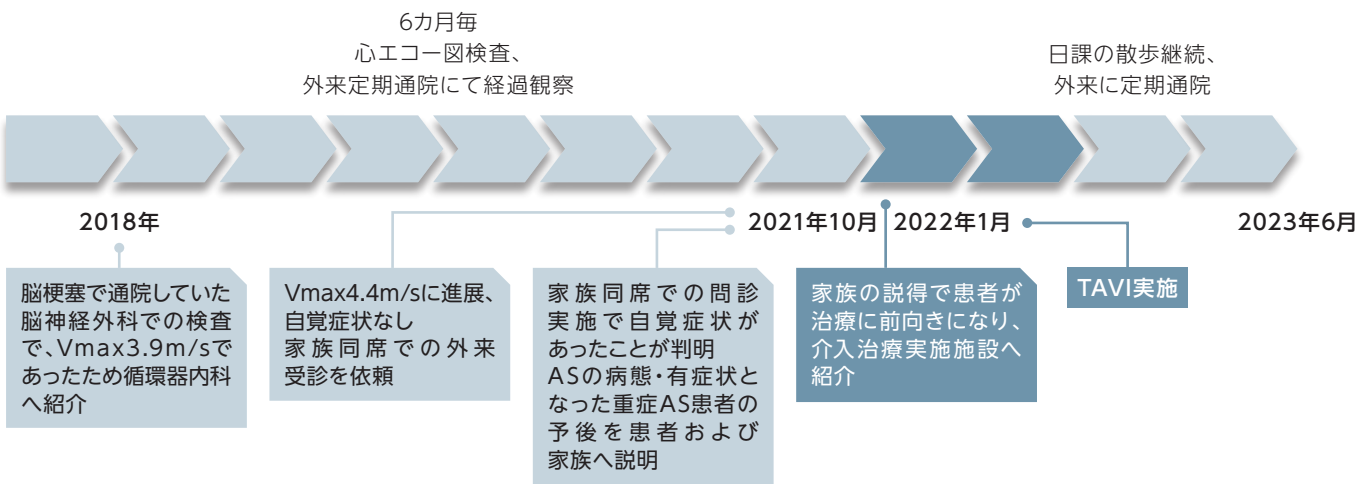 6カ月毎
心エコー図検査、
外来定期通院にて経過観察
日課の散歩継続、
外来に定期通院
2018年
2021年10月
2022年1月
2023年6月
脳梗塞で通院していた
脳神経外科での検査
で、Vmax3.9m/sで
あったため循環器内科
へ紹介
Vmax4.4m/sに進展、
自覚症状なし
家族同席での外来
受診を依頼
家族同席での問診
実施で自覚症状が
あったことが判明
ASの病態・有症状と
なった重症AS患者の
予後を患者および
家族へ説明
家族の説得で患者が
治療に前向きになり、
介入治療実施施設へ
紹介
TAVI実施